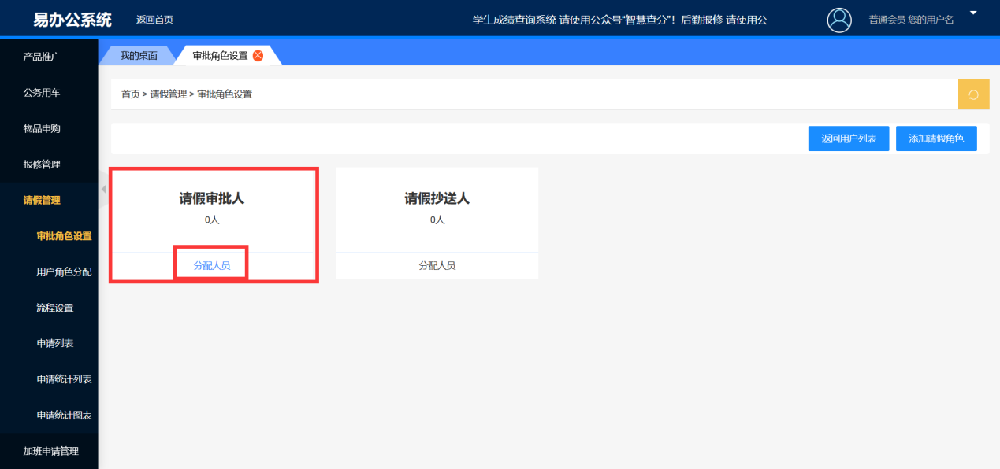 易办公系统
返回首页
学生成绩查询系统 请使用公众号“智慧查分”！后勤报修 请使用公
普通会员 您的用户名
产品推广
公务用车
物品申购
报修管理
请假管理
审批角色设置
用户角色分配
流程设置
申请列表
申请统计列表
申请统计图表
加班申请管理
我的桌面
审批角色设置
首页 > 请假管理 > 审批角色设置
返回用户列表
添加请假角色
请假审批人
0人
分配人员
请假抄送人
0人
分配人员